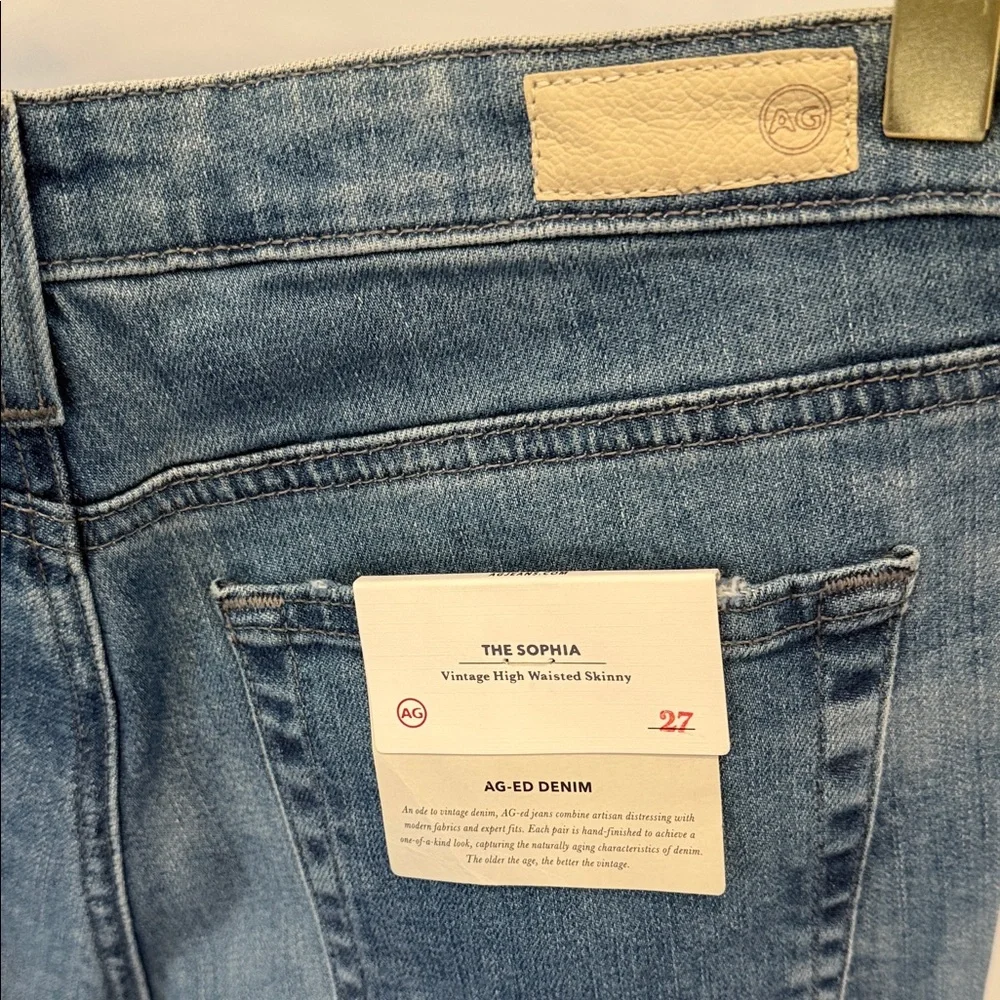 AG
AGJEANS.COM
THE SOPHIA
Vintage High Waisted Skinny
AG
27
AG-ED DENIM
An ode to vintage denim, AG-ed jeans combine artisan distressing with
modern fabrics and expert fits. Each pair is hand-finished to achieve a
one-of-a-kind look, capturing the naturally aging characteristics of denim.
The older the age, the better the vintage.